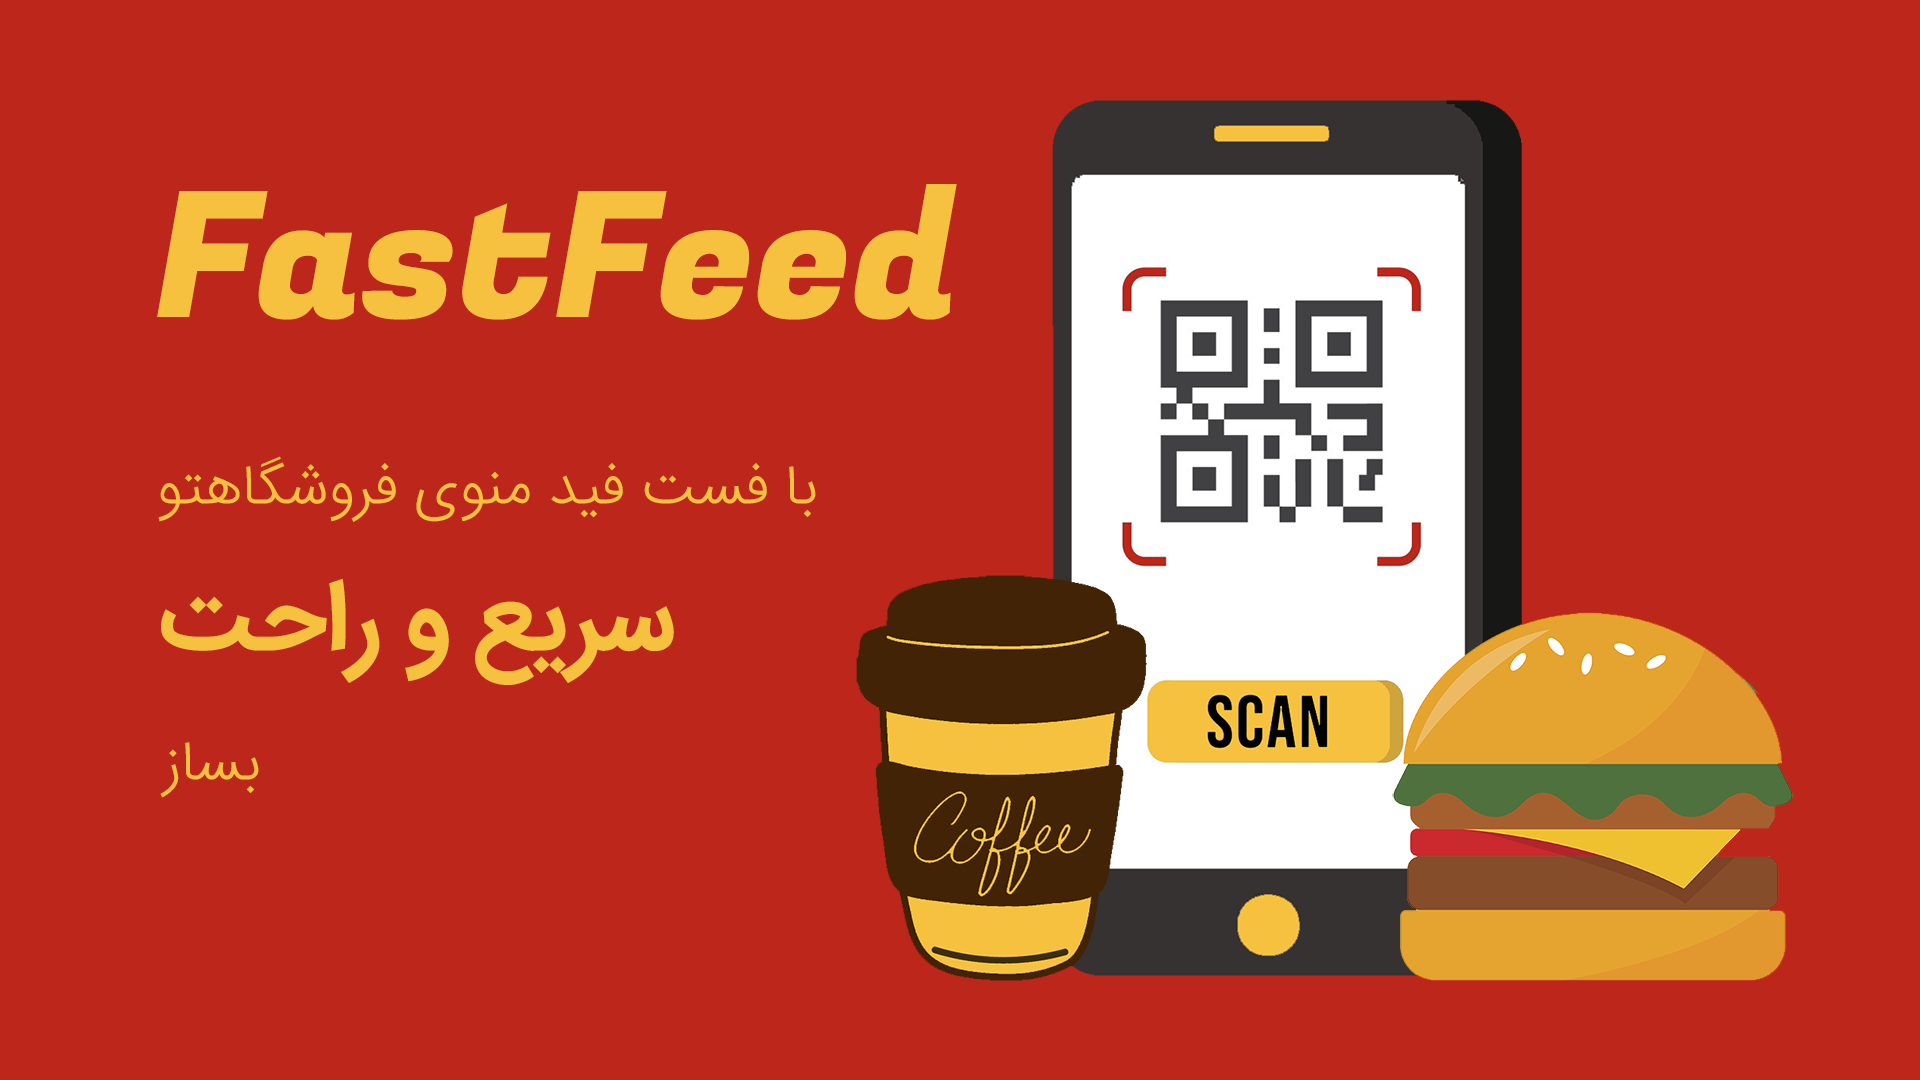 FastFeed
با فست فید منوی فروشگاهتو
سریع و راحت
بساز
SCAN
Coffee